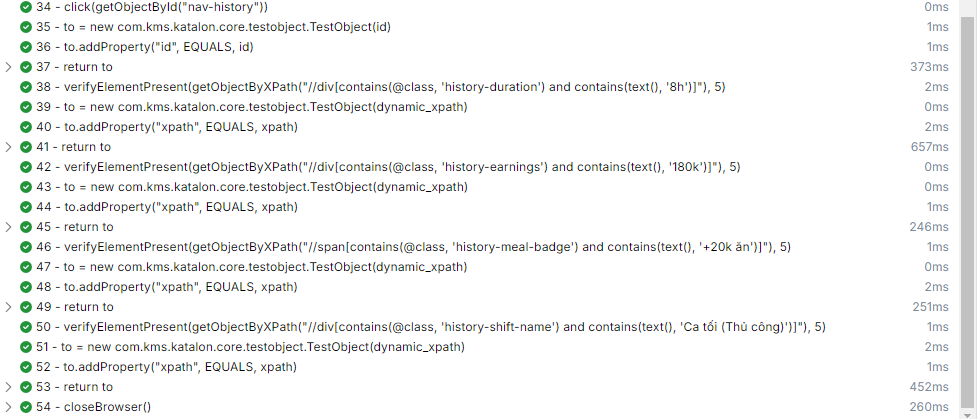 34 - click(getObjectById("nav-history")) 0ms
35 - to = new com.kms.katalon.core.testobject.TestObject(id) 1ms
36 - to.addProperty("id", EQUALS, id) 1ms
37 - return to 373ms
38 - verifyElementPresent(getObjectByXPath("//div[contains(@class, 'history-duration') and contains(text(), '8h')]"), 5) 2ms
39 - to = new com.kms.katalon.core.testobject.TestObject(dynamic_xpath) 0ms
40 - to.addProperty("xpath", EQUALS, xpath) 2ms
41 - return to 657ms
42 - verifyElementPresent(getObjectByXPath("//div[contains(@class, 'history-earnings') and contains(text(), '180k')]"), 5) 0ms
43 - to = new com.kms.katalon.core.testobject.TestObject(dynamic_xpath) 0ms
44 - to.addProperty("xpath", EQUALS, xpath) 1ms
45 - return to 246ms
46 - verifyElementPresent(getObjectByXPath("//span[contains(@class, 'history-meal-badge') and contains(text(), '+20k ăn')]"), 5) 1ms
47 - to = new com.kms.katalon.core.testobject.TestObject(dynamic_xpath) 0ms
48 - to.addProperty("xpath", EQUALS, xpath) 2ms
49 - return to 251ms
50 - verifyElementPresent(getObjectByXPath("//div[contains(@class, 'history-shift-name') and contains(text(), 'Ca tối (Thủ công)')]"), 5) 1ms
51 - to = new com.kms.katalon.core.testobject.TestObject(dynamic_xpath) 2ms
52 - to.addProperty("xpath", EQUALS, xpath) 1ms
53 - return to 452ms
54 - closeBrowser() 260ms